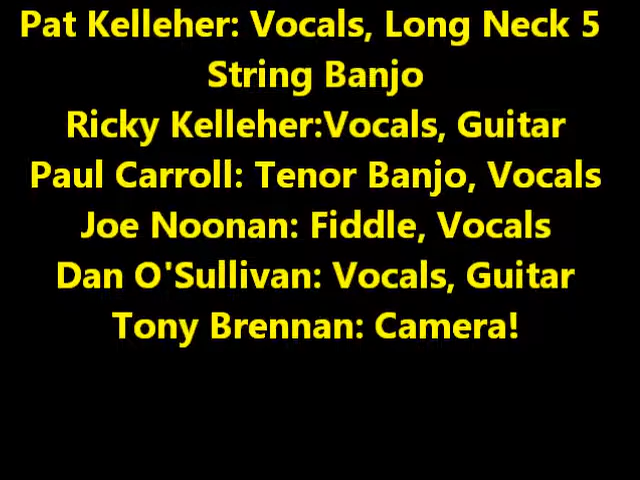 Pat Kelleher: Vocals, Long Neck 5
String Banjo
Ricky Kelleher:Vocals, Guitar
Paul Carroll: Tenor Banjo, Vocals
Joe Noonan: Fiddle, Vocals
Dan O'Sullivan: Vocals, Guitar
Tony Brennan: Camera!